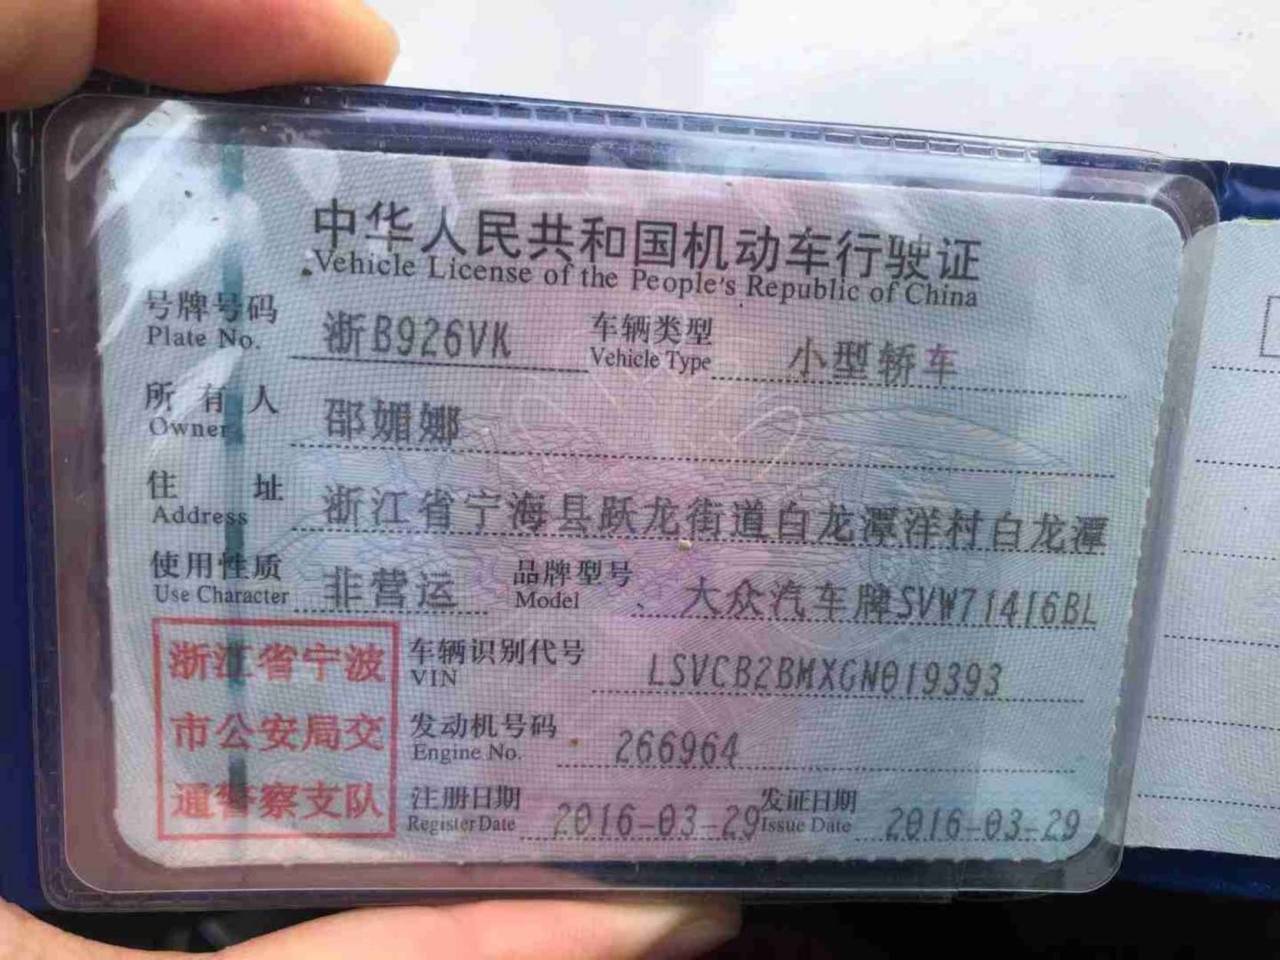 中华人民共和国机动车行驶证
Vehicle License of the People's Republic of China
号牌号码 浙B926VK 车辆类型 小型轿车
Plate No. Vehicle Type
所有人 邵媚娜
Owner
住址 浙江省宁海县跃龙街道白龙潭洋村白龙潭
Address
使用性质 非营运 品牌型号 大众汽车牌SVW71416BL
Use Character Model
浙江省宁波
市公安局交
通警察支队
车辆识别代号 LSVCB2BMXGN019393
VIN
发动机号码 266964
Engine No.
注册日期 2016-03-29 发证日期 2016-03-29
Register Date Issue Date